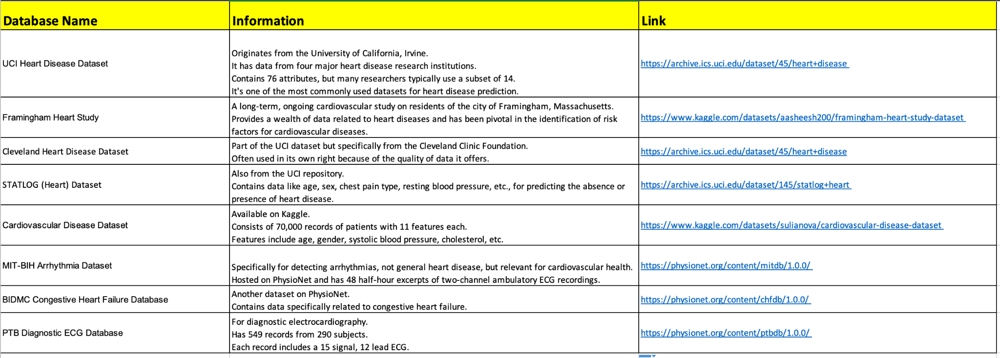 Database Name
Information
Link
UCI Heart Disease Dataset
Originates from the University of California, Irvine.
It has data from four major heart disease research institutions.
Contains 76 attributes, but many researchers typically use a subset of 14.
It's one of the most commonly used datasets for heart disease prediction.
https://archive.ics.uci.edu/dataset/45/heart+disease
Framingham Heart Study
A long-term, ongoing cardiovascular study on residents of the city of Framingham, Massachusetts.
Provides a wealth of data related to heart diseases and has been pivotal in the identification of risk
factors for cardiovascular diseases.
https://www.kaggle.com/datasets/aasheesh200/framingham-heart-study-dataset
Cleveland Heart Disease Dataset
Part of the UCI dataset but specifically from the Cleveland Clinic Foundation.
Often used in its own right because of the quality of data it offers.
https://archive.ics.uci.edu/dataset/45/heart+disease
STATLOG (Heart) Dataset
Also from the UCI repository.
Contains data like age, sex, chest pain type, resting blood pressure, etc., for predicting the absence or
presence of heart disease.
https://archive.ics.uci.edu/dataset/145/statlog+heart
Cardiovascular Disease Dataset
Available on Kaggle.
Consists of 70,000 records of patients with 11 features each.
Features include age, gender, systolic blood pressure, cholesterol, etc.
https://www.kaggle.com/datasets/sulianova/cardiovascular-disease-dataset
MIT-BIH Arrhythmia Dataset
Specifically for detecting arrhythmias, not general heart disease, but relevant for cardiovascular health.
Hosted on PhysioNet and has 48 half-hour excerpts of two-channel ambulatory ECG recordings.
https://physionet.org/content/mitdb/1.0.0/
BIDMC Congestive Heart Failure Database
Another dataset on PhysioNet.
Contains data specifically related to congestive heart failure.
https://physionet.org/content/chfdb/1.0.0/
PTB Diagnostic ECG Database
For diagnostic electrocardiography.
Has 549 records from 290 subjects.
Each record includes a 15 signal, 12 lead ECG.
https://physionet.org/content/ptbdb/1.0.0/